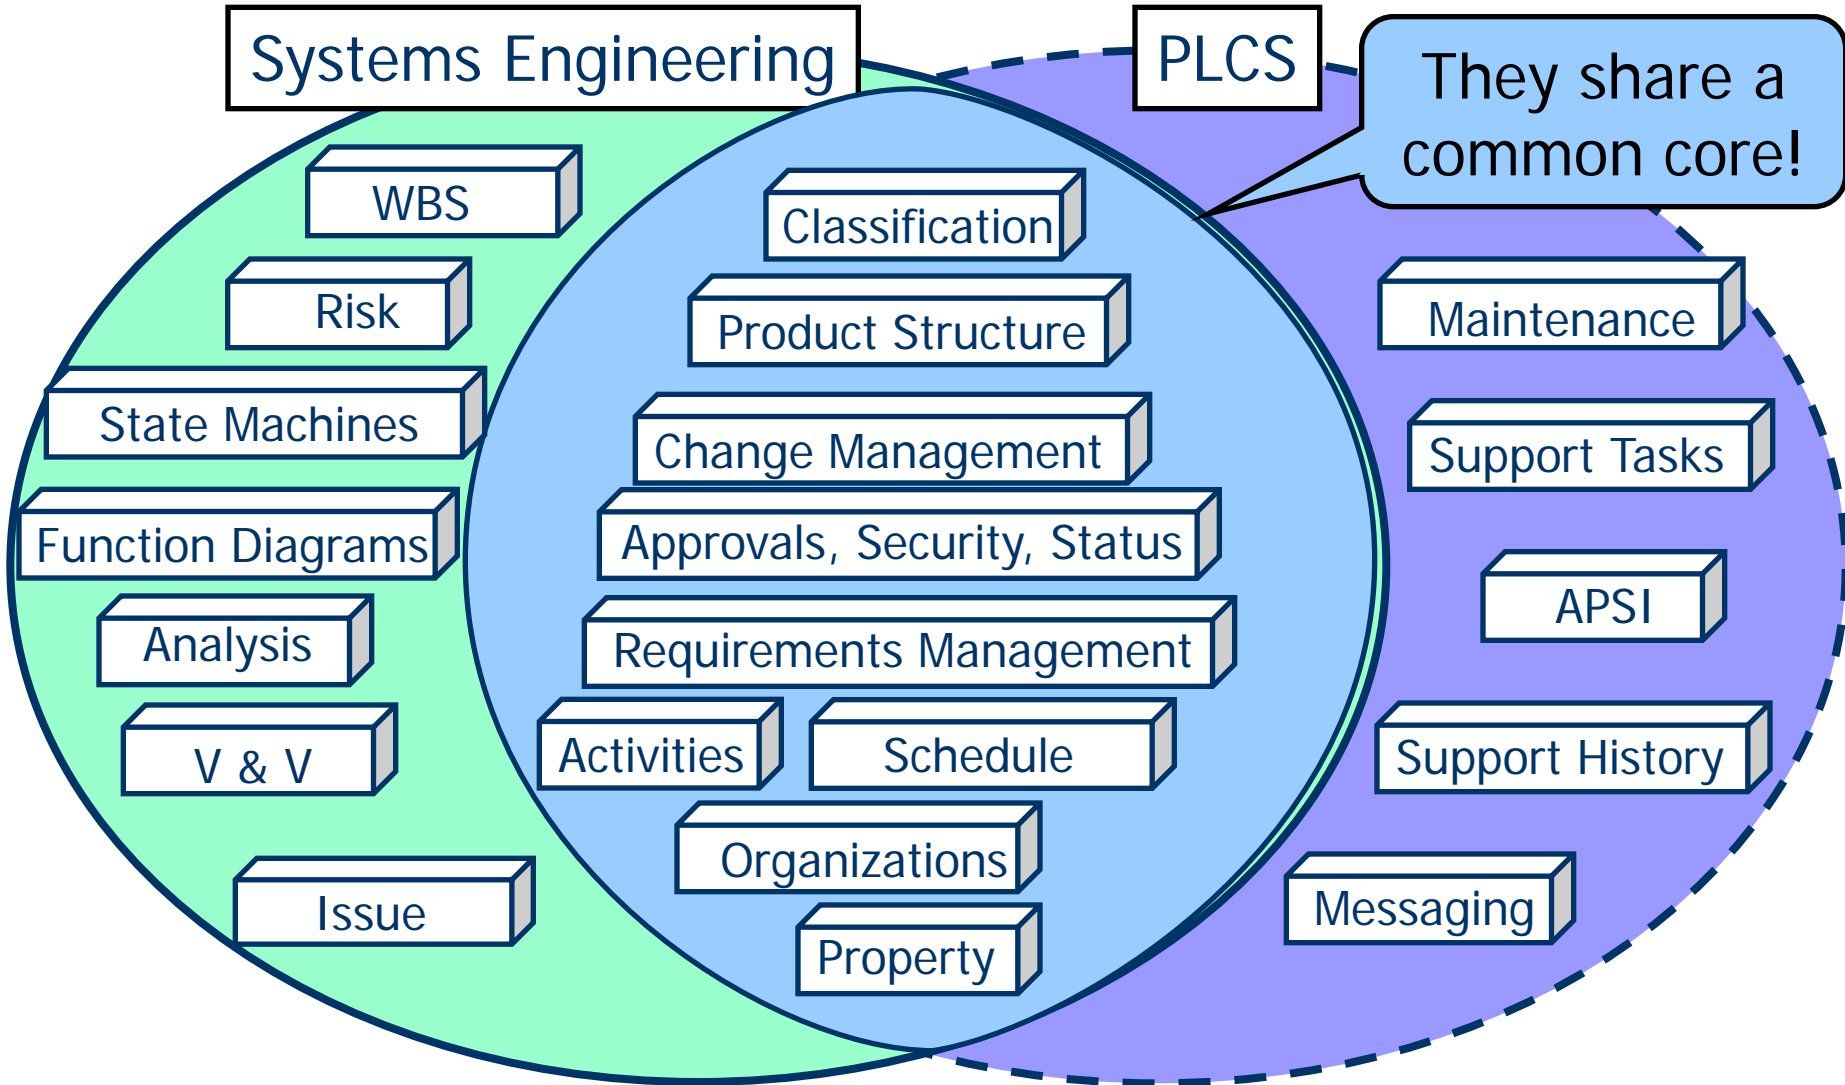 Systems Engineering
PLCS
They share a
common core!
WBS
Risk
State Machines
Function Diagrams
Analysis
V & V
Issue
Classification
Product Structure
Change Management
Approvals, Security, Status
Requirements Management
Activities
Schedule
Organizations
Property
Maintenance
Support Tasks
APSI
Support History
Messaging